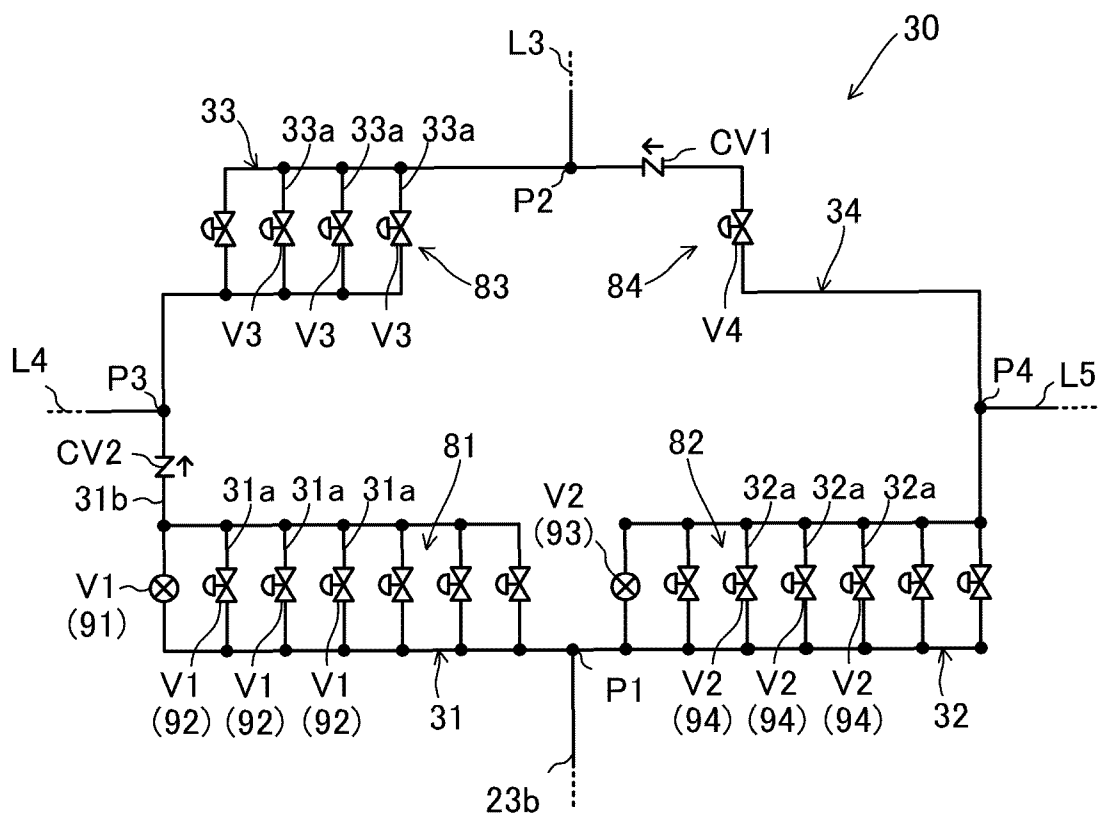 30
L3
33
33a 33a 33a
CV1
P2
34
83
84
V3 V3 V3
V4
L4
P3
P4
L5
CV2
81
82
31b
31a 31a 31a
V2
(93)
32a 32a 32a
V1
(91)
V1 V1 V1
(92) (92) (92)
31
P1
V2 V2 V2
(94) (94) (94)
32
23b